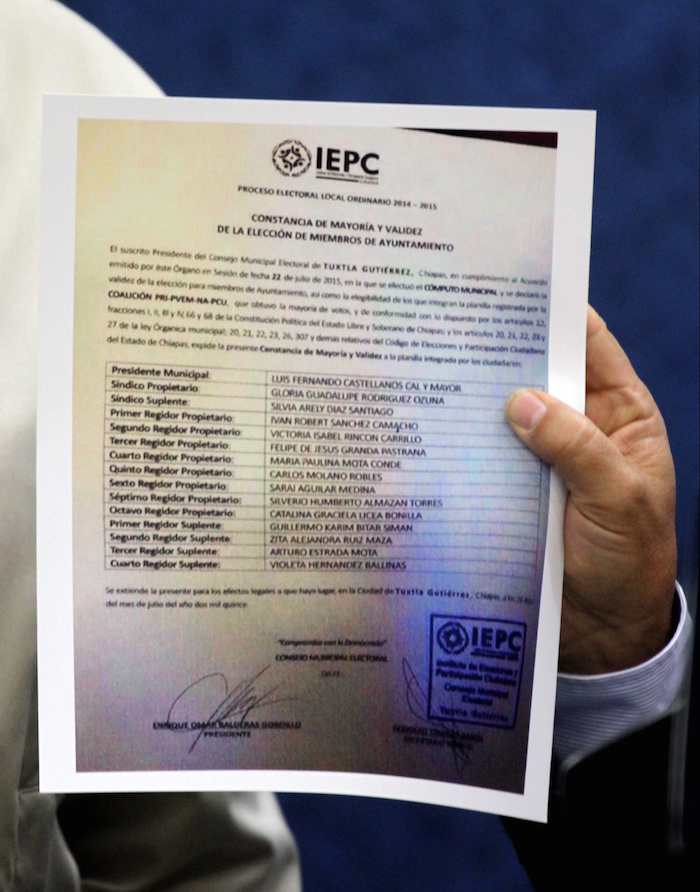 IEPC
PROCESO ELECTORAL LOCAL ORDINARIO 2014 – 2015
CONSTANCIA DE MAYORÍA Y VALIDEZ
DE LA ELECCIÓN DE MIEMBROS DE AYUNTAMIENTO
El suscrito Presidente del Consejo Municipal Electoral de TUXTLA GUTIÉRREZ, Chiapas, en cumplimiento al Acuerdo
emitido por éste Órgano en Sesión de fecha 22 de julio de 2015, en la que se efectuó el CÓMPUTO MUNICIPAL y se declaró la
validez de la elección para miembros de Ayuntamiento, así como la elegibilidad de los que integran la planilla registrada por la
COALICIÓN PRI-PVEM-NA-PCU, que obtuvo la mayoría de votos, y de conformidad con lo dispuesto por los artículos 12,
fracciones I, II, III y IV, 66 y 68 de la Constitución Política del Estado Libre y Soberano de Chiapas; y los artículos 20, 21, 22, 23 y
27 de la ley Orgánica municipal; 20, 21, 22, 23, 26, 307 y demás relativos del Código de Elecciones y Participación Ciudadana
del Estado de Chiapas; expide la presente Constancia de Mayoría y Validez a la planilla integrada por los ciudadanos:
Presidente Municipal: LUIS FERNANDO CASTELLANOS CAL Y MAYOR
Síndico Propietario: GLORIA GUADALUPE RODRIGUEZ OZUNA
Síndico Suplente: SILVIA ARELY DIAZ SANTIAGO
Primer Regidor Propietario: IVAN ROBERT SANCHEZ CAMACHO
Segundo Regidor Propietario: VICTORIA ISABEL RINCON CARRILLO
Tercer Regidor Propietario: FELIPE DE JESUS GRANDA PASTRANA
Cuarto Regidor Propietario: MARIA PAULINA MOTA CONDE
Quinto Regidor Propietario: CARLOS MOLANO ROBLES
Sexto Regidor Propietario: SARAI AGUILAR MEDINA
Séptimo Regidor Propietario: SILVERIO HUMBERTO ALMAZAN TORRES
Octavo Regidor Propietario: CATALINA GRACIELA LICEA BONILLA
Primer Regidor Suplente: GUILLERMO KARIM BITAR SIMAN
Segundo Regidor Suplente: ZITA ALEJANDRA RUIZ MAZA
Tercer Regidor Suplente: ARTURO ESTRADA MOTA
Cuarto Regidor Suplente: VIOLETA HERNANDEZ BALLINAS
Se extiende la presente para los efectos legales a que haya lugar, en la Ciudad de Tuxtla Gutiérrez, Chiapas, a los días
del mes de julio del año dos mil quince.
"Compromiso con la Democracia"
CONSEJO MUNICIPAL ELECTORAL
ENRIQUE OMAR BALDERAS GORDILLO
PRESIDENTE
IEPC
Instituto de Elecciones y
Participación Ciudadana
Consejo Municipal
Electoral
Tuxtla Gutiérrez